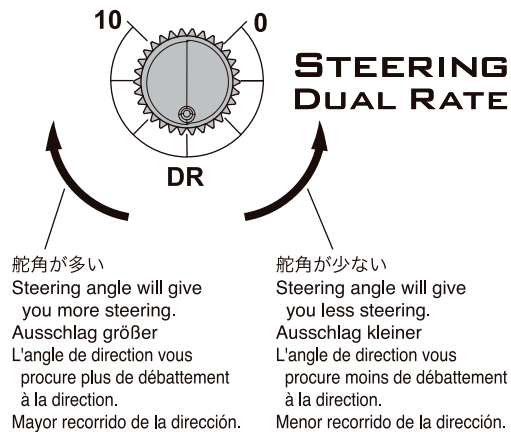 10
0
STEERING
DUAL RATE
DR
舵角が多い
Steering angle will give
you more steering.
Ausschlag größer
L'angle de direction vous
procure plus de débattement
à la direction.
Mayor recorrido de la dirección.
舵角が少ない
Steering angle will give
you less steering.
Ausschlag kleiner
L'angle de direction vous
procure moins de débattement
à la direction.
Menor recorrido de la dirección.